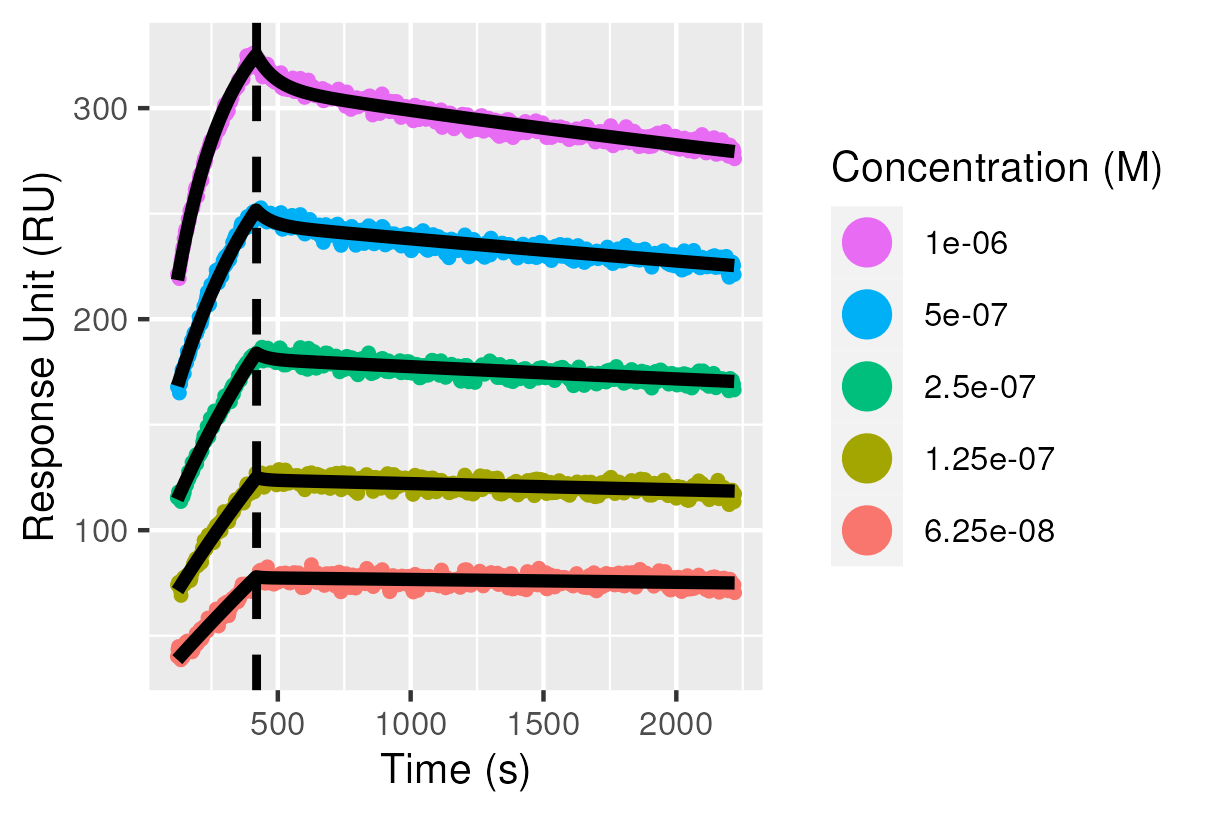 Response Unit (RU)
300
200
100
500
1000
1500
2000
Time (s)
Concentration (M)
1e-06
5e-07
2.5e-07
1.25e-07
6.25e-08